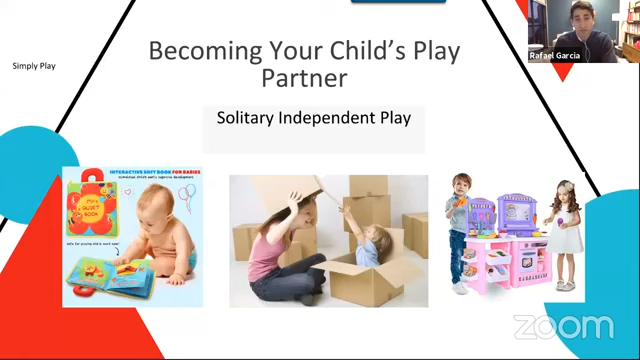 Simply Play
Becoming Your Child's Play
Partner
Solitary Independent Play
Rafael Garcia
INTERACTIVE SOFT BOOK FOR BABIES
MY
QUIET
BOOK
zoom